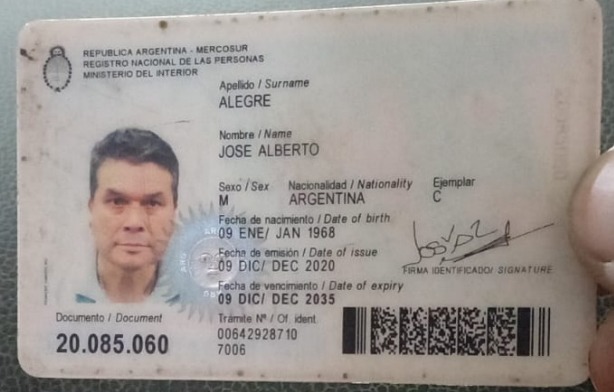 REPUBLICA ARGENTINA - MERCOSUR
REGISTRO NACIONAL DE LAS PERSONAS
MINISTERIO DEL INTERIOR
Apellido / Surname
ALEGRE
Nombre / Name
JOSE ALBERTO
Sexo / Sex Nacionalidad / Nationality Ejemplar
M ARGENTINA C
Fecha de nacimiento / Date of birth
09 ENE/ JAN 1968
Fecha de emisión / Date of issue
09 DIC/ DEC 2020
FIRMA IDENTIFICADO/ SIGNATURE
Fecha de vencimiento / Date of expiry
09 DIC/ DEC 2035
Documento / Document
20.085.060
Trámite Nº / Of. ident.
00642928710
7006